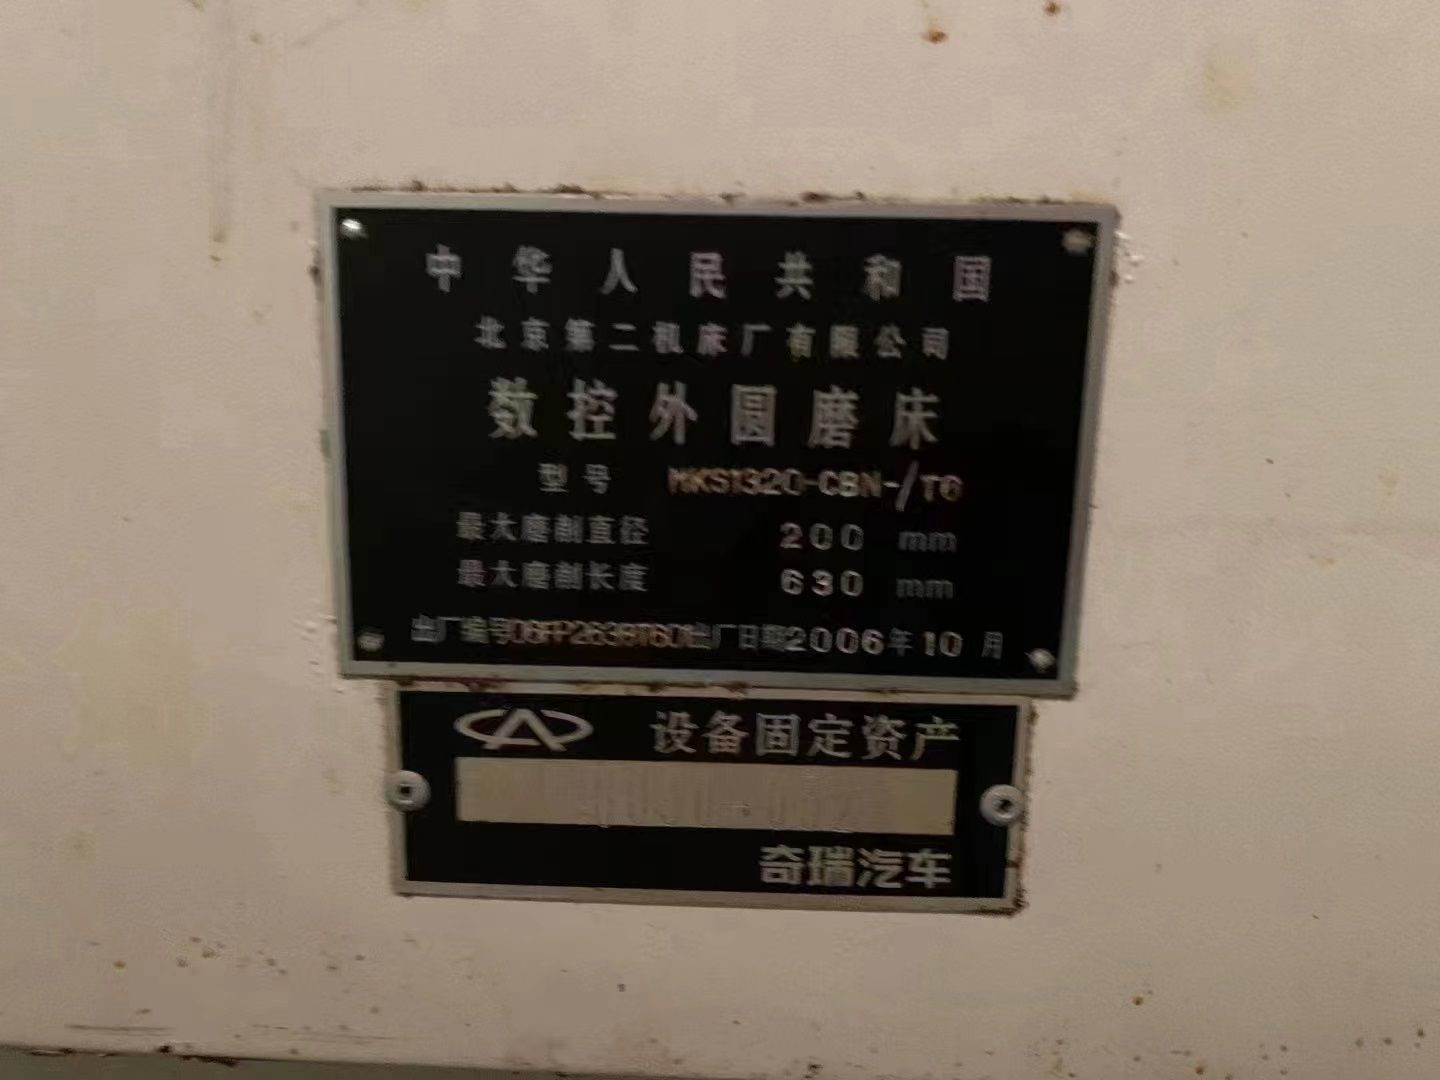 中华人民共和国
北京第二机床厂有限公司
数控外圆磨床
型号 MKS1320-CBN-/T6
最大磨削直径 200 mm
最大磨削长度 630 mm
出厂编号 出厂日期 2006年10月
设备固定资产
奇瑞汽车